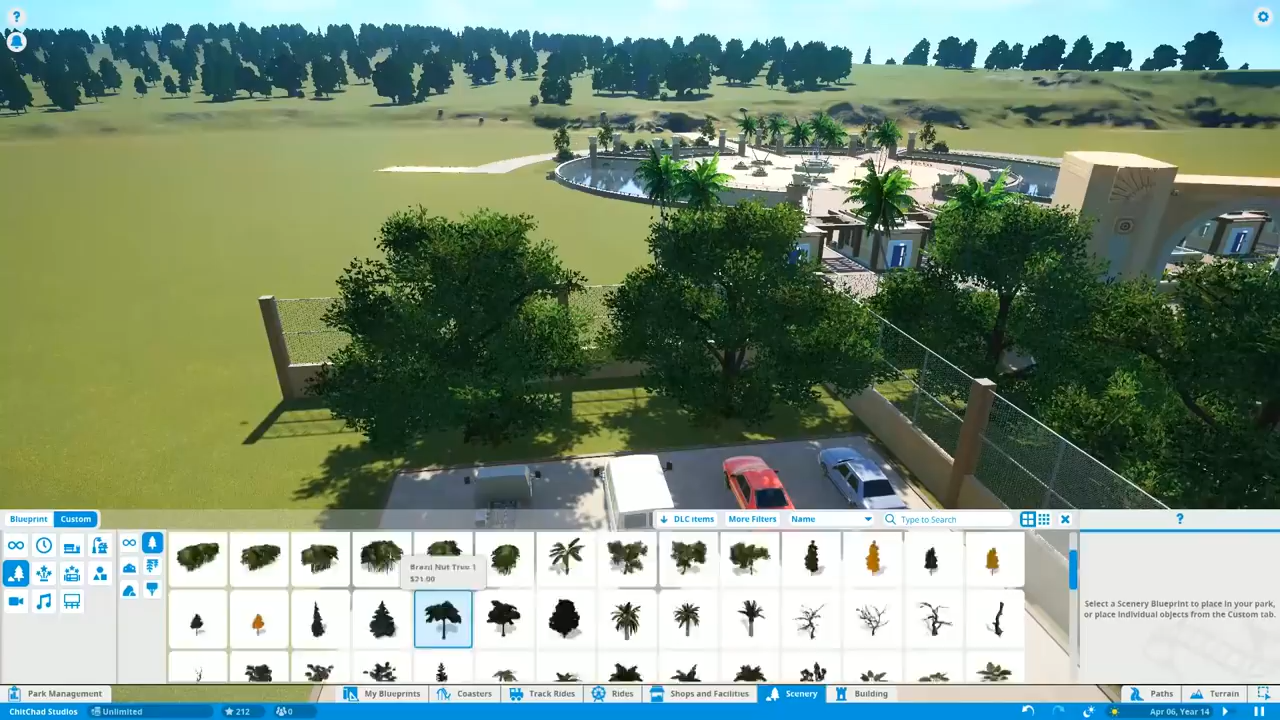 Blueprint Custom
DLC items More Filters Name Type to Search
?
Brazil Nut Tree 1
$21.00
Select a Scenery Blueprint to place in your park,
or place individual objects from the Custom tab.
Park Management My Blueprints Coasters Track Rides Rides Shops and Facilities Scenery Building Paths Terrain
ChitChad Studios Unlimited 212 0 Apr 06, Year 14